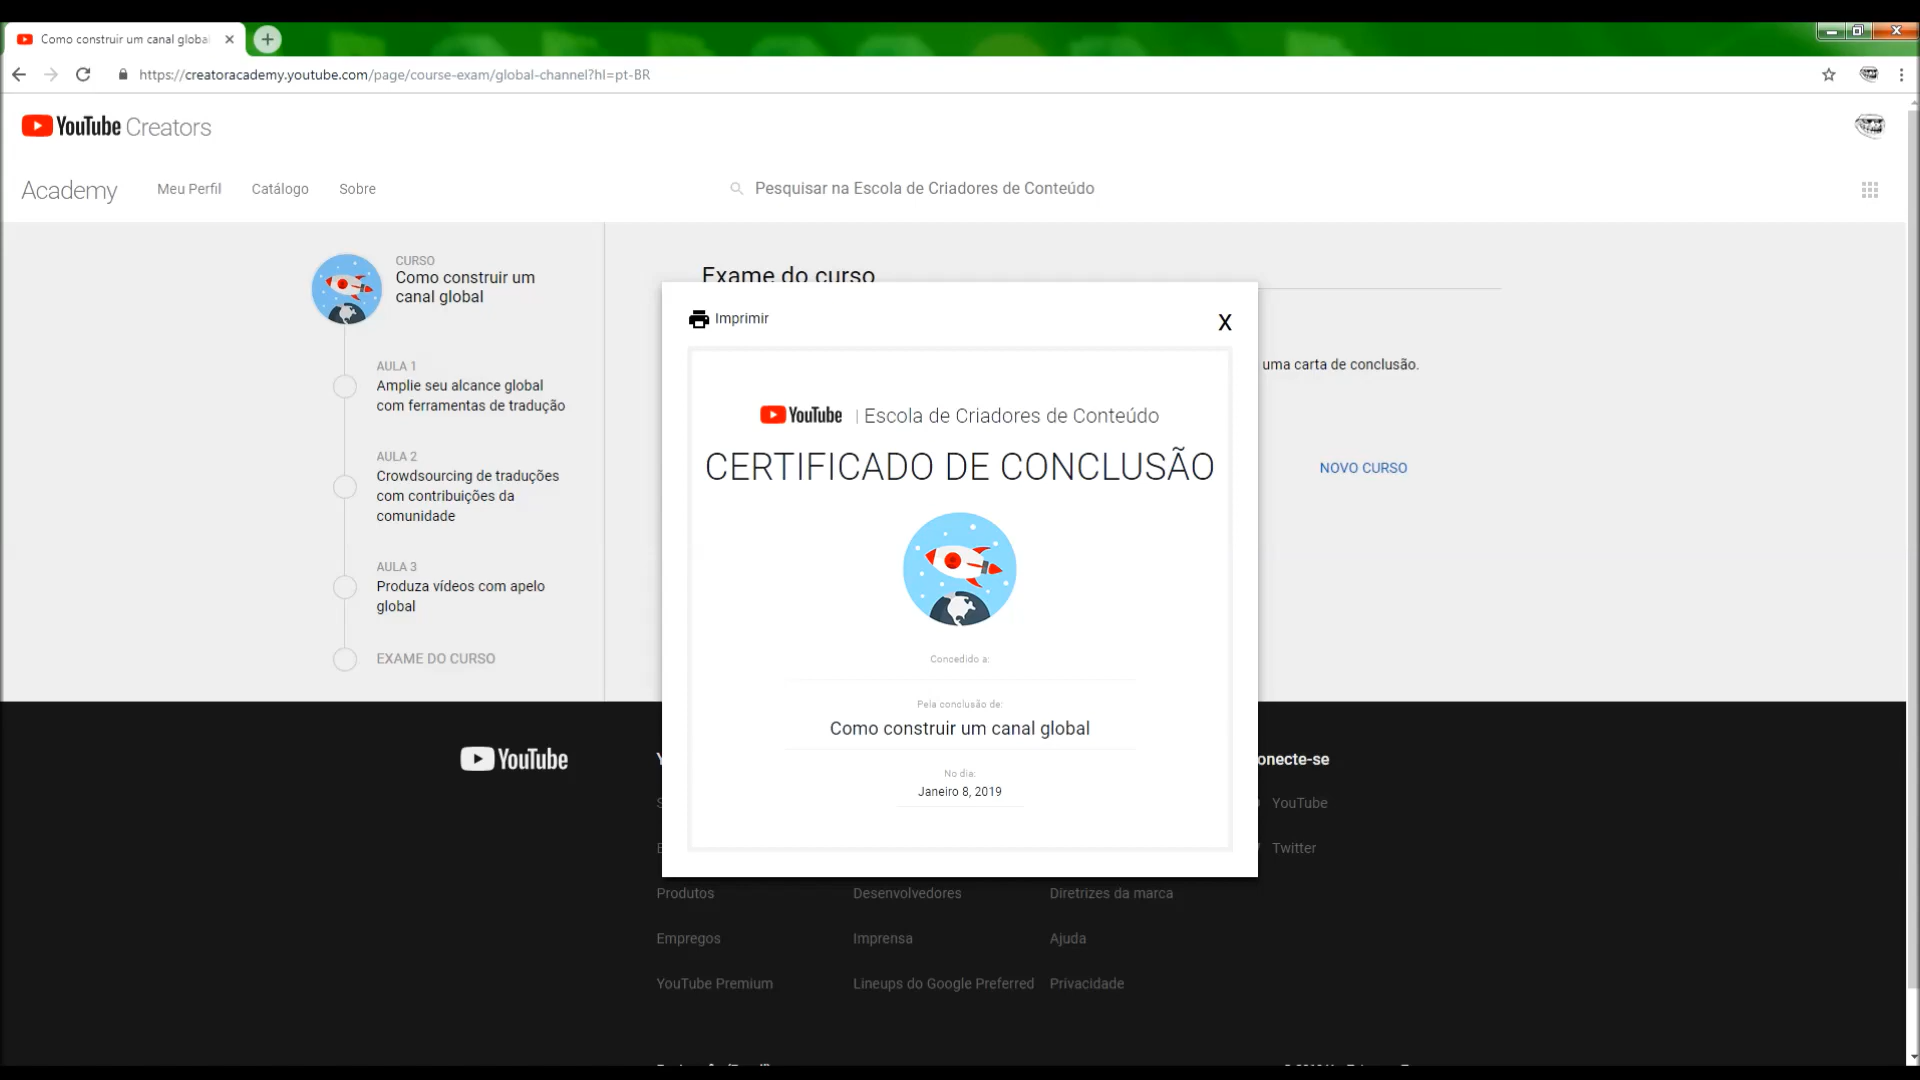 Como construir um canal globa
https://creatoracademy.youtube.com/page/course-exam/global-channel?hl=pt-BR
YouTube Creators
Academy
Meu Perfil
Catálogo
Sobre
Pesquisar na Escola de Criadores de Conteúdo
CURSO
Como construir um
canal global
AULA 1
Amplie seu alcance global
com ferramentas de tradução
AULA 2
Crowdsourcing de traduções
com contribuições da
comunidade
AULA 3
Produza vídeos com apelo
global
EXAME DO CURSO
Exame do curso
uma carta de conclusão.
NOVO CURSO
Imprimir
X
YouTube | Escola de Criadores de Conteúdo
CERTIFICADO DE CONCLUSÃO
Concedido a:
Pela conclusão de:
Como construir um canal global
No dia:
Janeiro 8, 2019
YouTube
onecte-se
YouTube
Twitter
Produtos
Desenvolvedores
Diretrizes da marca
Empregos
Imprensa
Ajuda
YouTube Premium
Lineups do Google Preferred
Privacidade